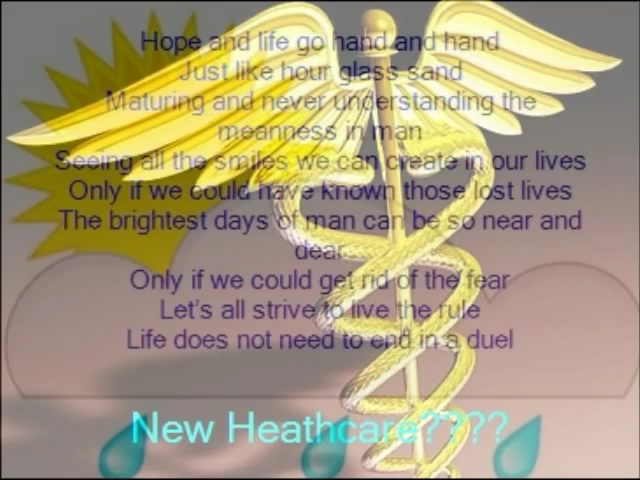 Hope and life go hand and hand
Just like hour glass sand
Maturing and never understanding the
meanness in man
Seeing all the smiles we can create in our lives
Only if we could have known those lost lives
The brightest days of man can be so near and
dear
Only if we could get rid of the fear
Let's all strive to live the rule
Life does not need to end in a duel
New Heathcare????